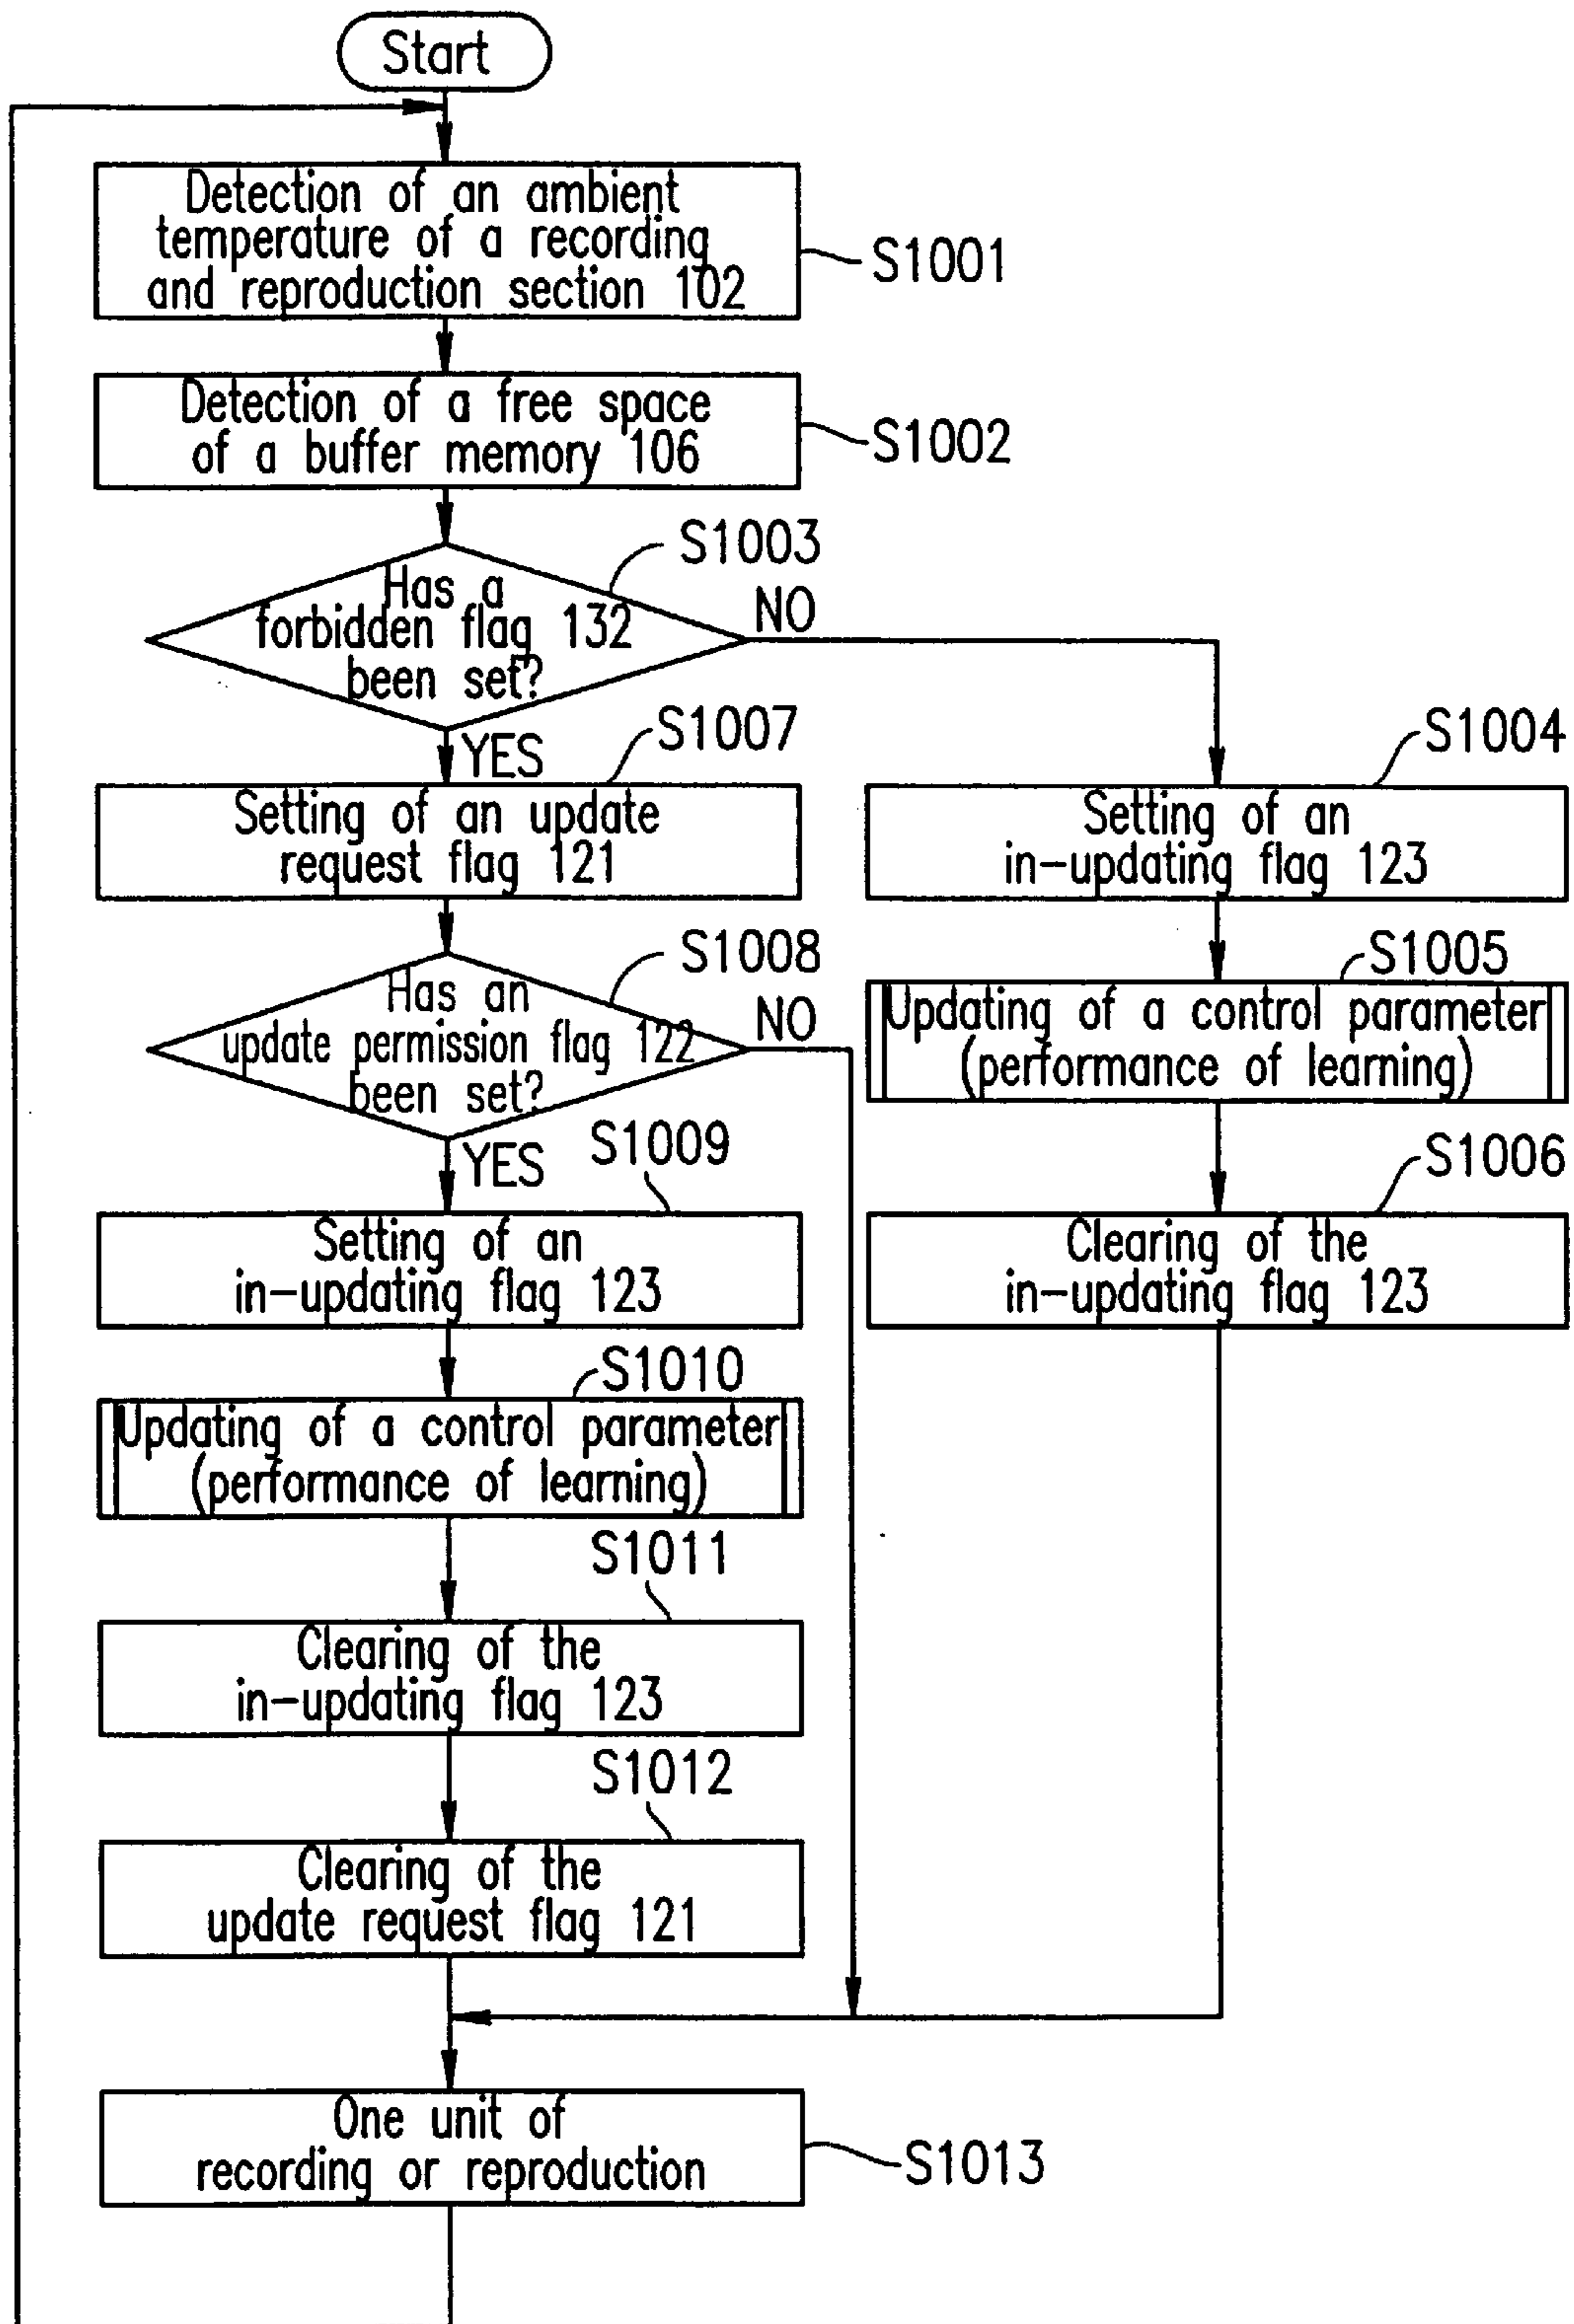 Start
Detection of an ambient
temperature of a recording
and reproduction section 102
S1001
Detection of a free space
of a buffer memory 106
S1002
S1003
Has a
forbidden flag 132
been set?
NO
YES
S1007
Setting of an update
request flag 121
S1004
Setting of an
in-updating flag 123
S1008
Has an
update permission flag 122
been set?
NO
YES
S1005
Updating of a control parameter
(performance of learning)
S1009
Setting of an
in-updating flag 123
S1006
Clearing of the
in-updating flag 123
S1010
Updating of a control parameter
(performance of learning)
S1011
Clearing of the
in-updating flag 123
S1012
Clearing of the
update request flag 121
One unit of
recording or reproduction
S1013